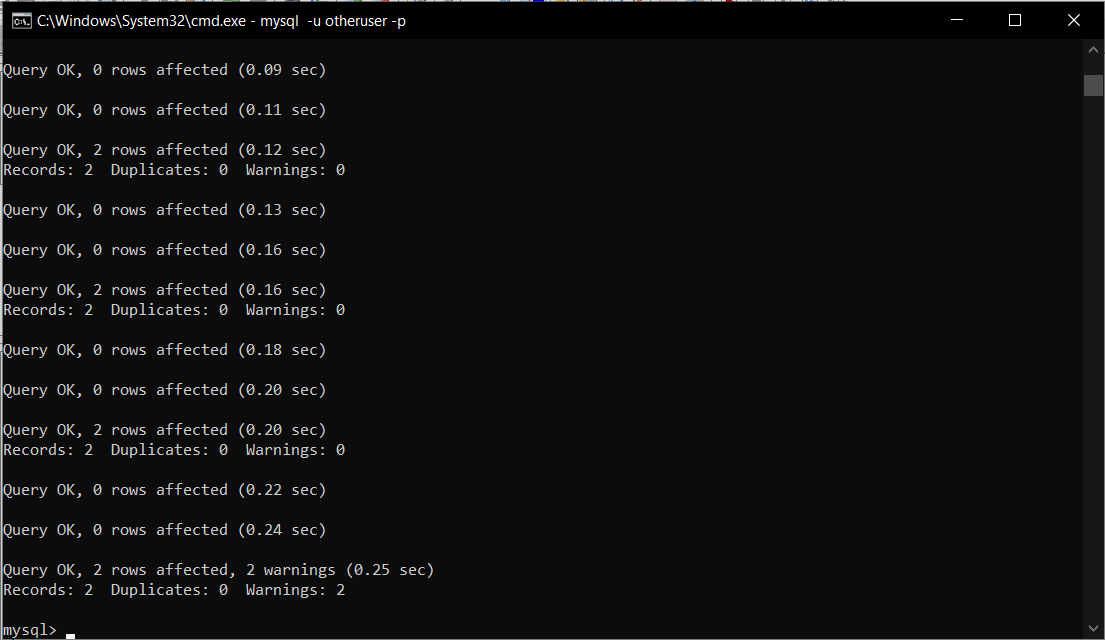 C:\Windows\System32\cmd.exe - mysql -u otheruser -p
Query OK, 0 rows affected (0.09 sec)
Query OK, 0 rows affected (0.11 sec)
Query OK, 2 rows affected (0.12 sec)
Records: 2  Duplicates: 0  Warnings: 0
Query OK, 0 rows affected (0.13 sec)
Query OK, 0 rows affected (0.16 sec)
Query OK, 2 rows affected (0.16 sec)
Records: 2  Duplicates: 0  Warnings: 0
Query OK, 0 rows affected (0.18 sec)
Query OK, 0 rows affected (0.20 sec)
Query OK, 2 rows affected (0.20 sec)
Records: 2  Duplicates: 0  Warnings: 0
Query OK, 0 rows affected (0.22 sec)
Query OK, 0 rows affected (0.24 sec)
Query OK, 2 rows affected, 2 warnings (0.25 sec)
Records: 2  Duplicates: 0  Warnings: 2
mysql>